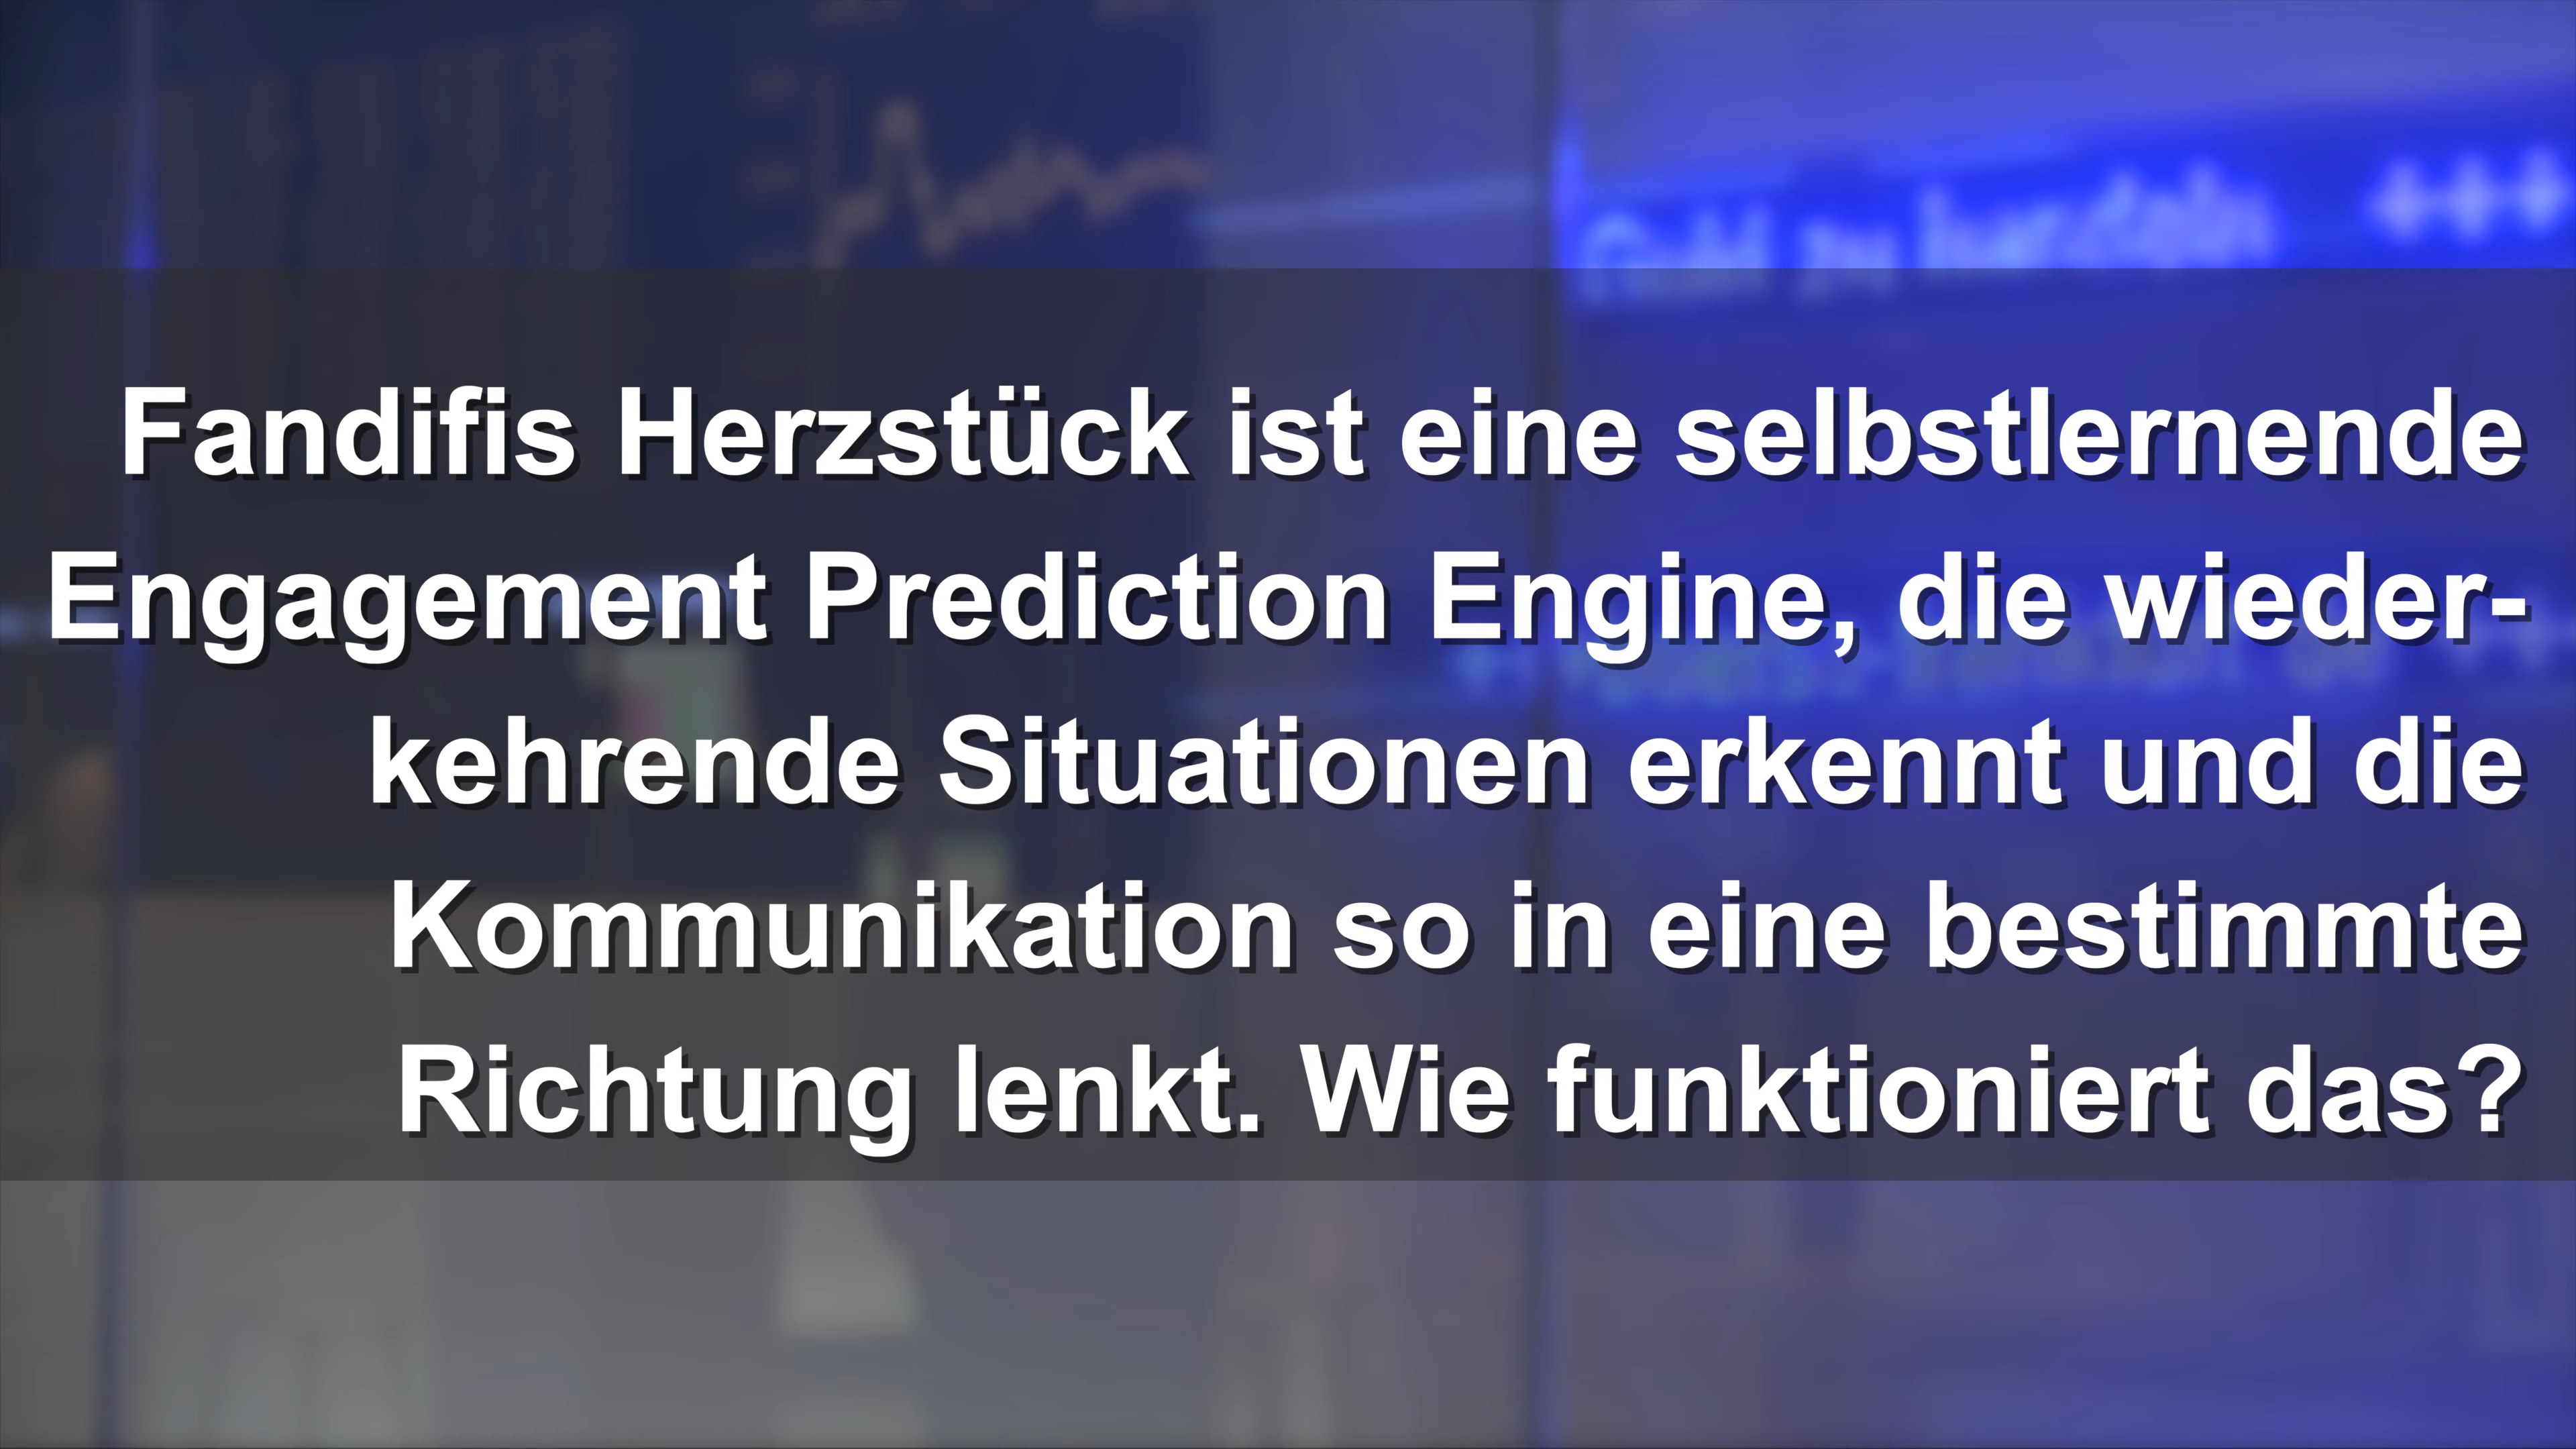 Fandifis Herzstück ist eine selbstlernende
Engagement Prediction Engine, die wieder-
kehrende Situationen erkennt und die
Kommunikation so in eine bestimmte
Richtung lenkt. Wie funktioniert das?